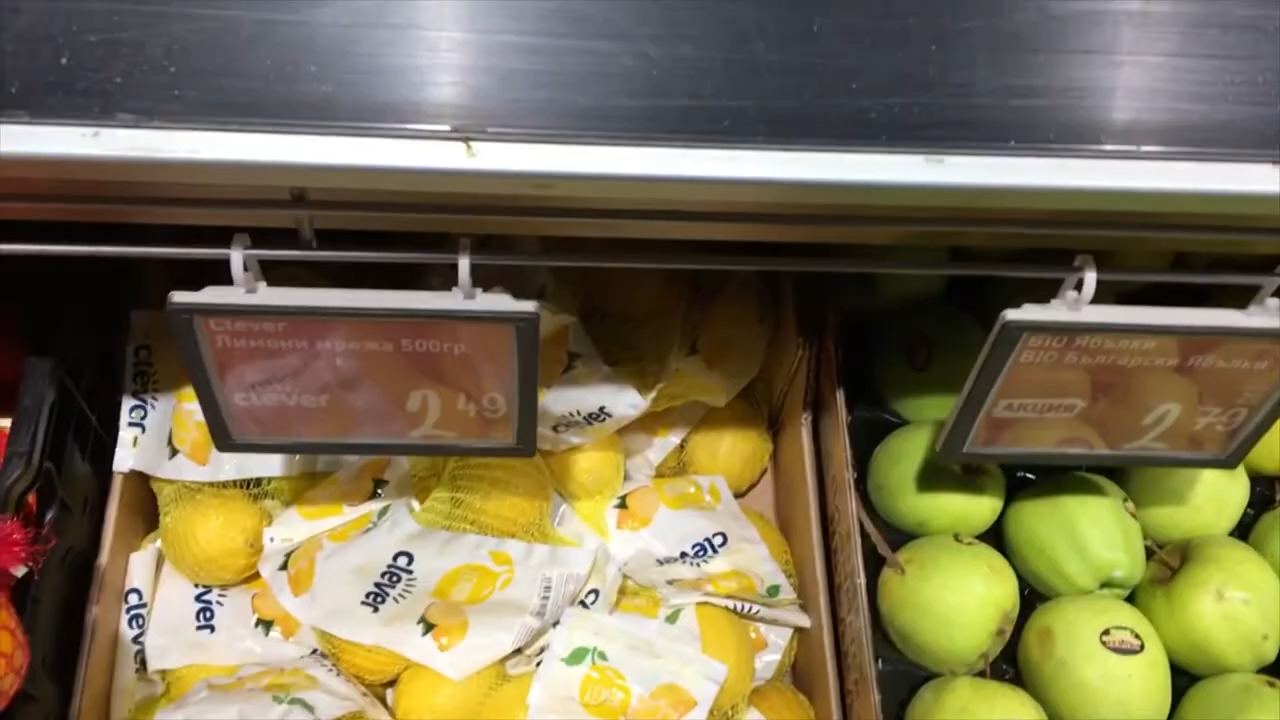 Clever
Лимони мрежа 500гр.
clever
2 49
BIO Ябълки
BIO Български Ябълки
АКЦИЯ
2 79
clever
clever
clever
clever
clever
clever